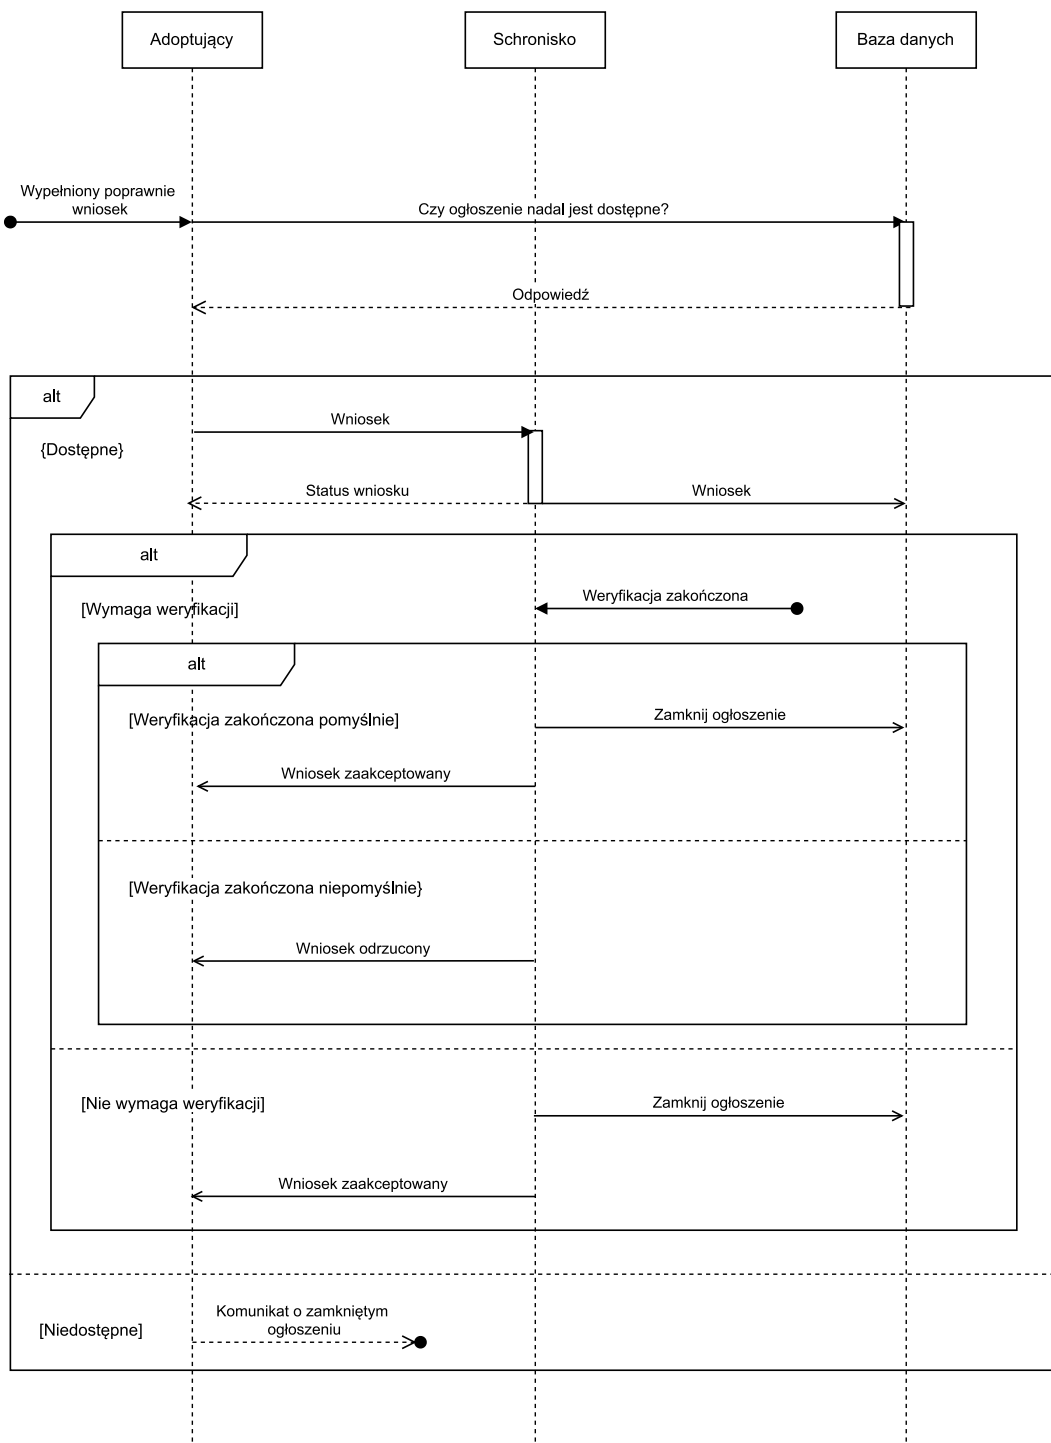 Adoptujący
Schronisko
Baza danych
Wypełniony poprawnie
wniosek
Czy ogłoszenie nadal jest dostępne?
Odpowiedź
alt
Wniosek
{Dostępne}
Status wniosku
Wniosek
alt
Weryfikacja zakończona
[Wymaga weryfikacji]
alt
[Weryfikacja zakończona pomyślnie]
Zamknij ogłoszenie
Wniosek zaakceptowany
[Weryfikacja zakończona niepomyślnie}
Wniosek odrzucony
[Nie wymaga weryfikacji]
Zamknij ogłoszenie
Wniosek zaakceptowany
Komunikat o zamkniętym
ogłoszeniu
[Niedostępne]